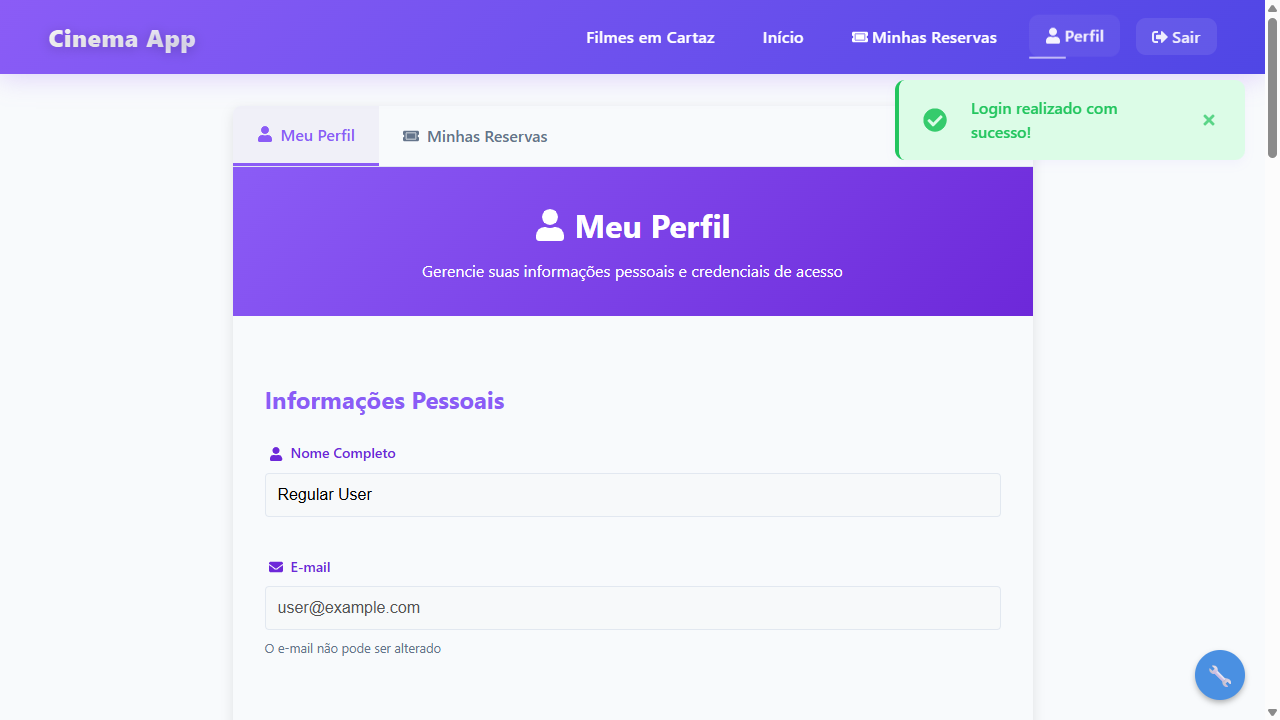 Cinema App
Filmes em Cartaz
Início
Minhas Reservas
Perfil
Sair
Login realizado com
sucesso!
Meu Perfil
Minhas Reservas
Meu Perfil
Gerencie suas informações pessoais e credenciais de acesso
Informações Pessoais
Nome Completo
Regular User
E-mail
user@example.com
O e-mail não pode ser alterado